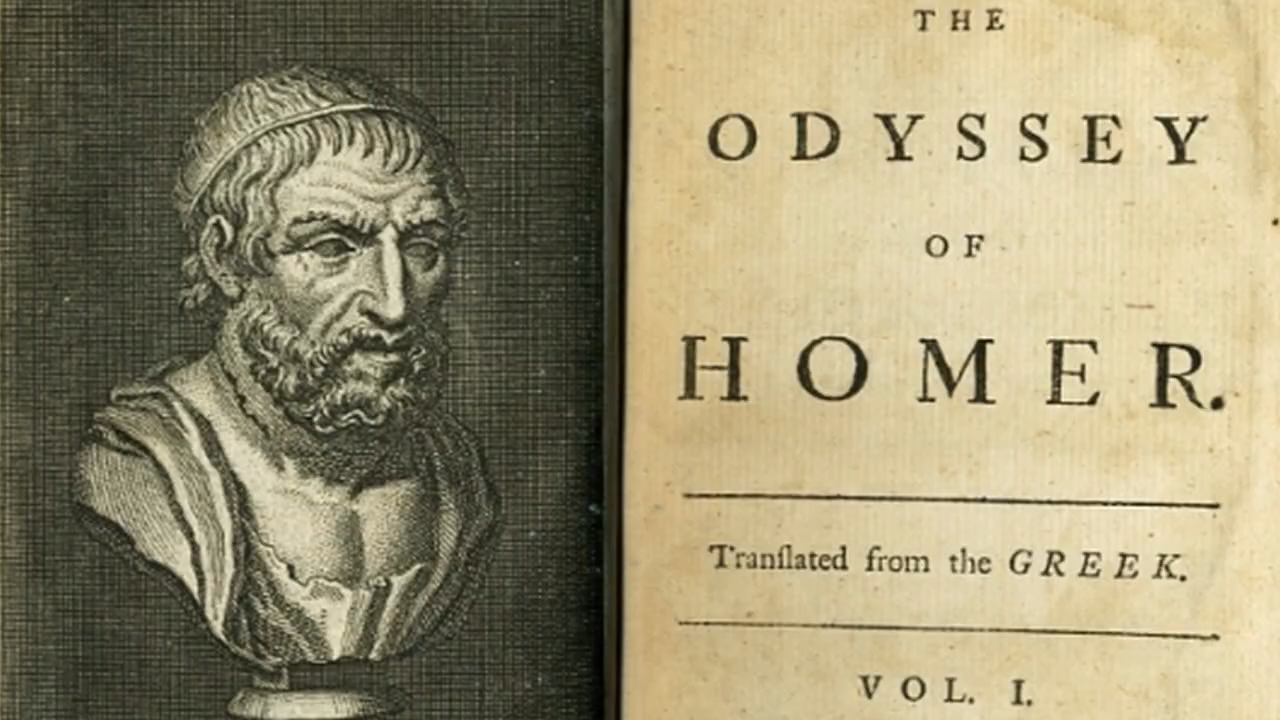 THE
ODYSSEY
OF
HOMER.
Tranſlated from the GREEK.
VOL. I.